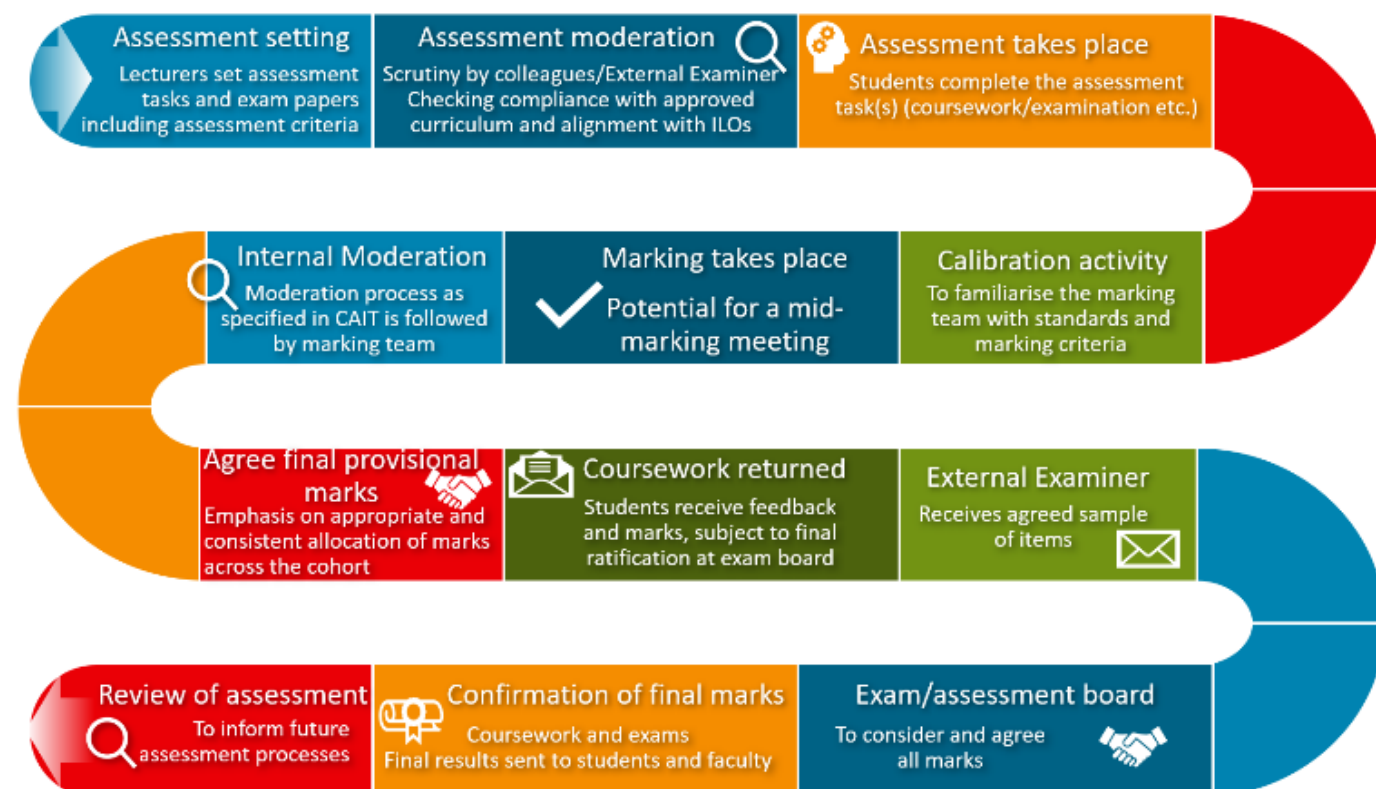 Assessment setting
Lecturers set assessment
tasks and exam papers
including assessment criteria
Assessment moderation
Scrutiny by colleagues/External Examiner
Checking compliance with approved
curriculum and alignment with ILOs
Assessment takes place
Students complete the assessment
task(s) (coursework/examination etc.)
Calibration activity
To familiarise the marking
team with standards and
marking criteria
Marking takes place
Potential for a mid-
marking meeting
Internal Moderation
Moderation process as
specified in CAIT is followed
by marking team
Agree final provisional
marks
Emphasis on appropriate and
consistent allocation of marks
across the cohort
Coursework returned
Students receive feedback
and marks, subject to final
ratification at exam board
External Examiner
Receives agreed sample
of items
Exam/assessment board
To consider and agree
all marks
Confirmation of final marks
Coursework and exams
Final results sent to students and faculty
Review of assessment
To inform future
assessment processes